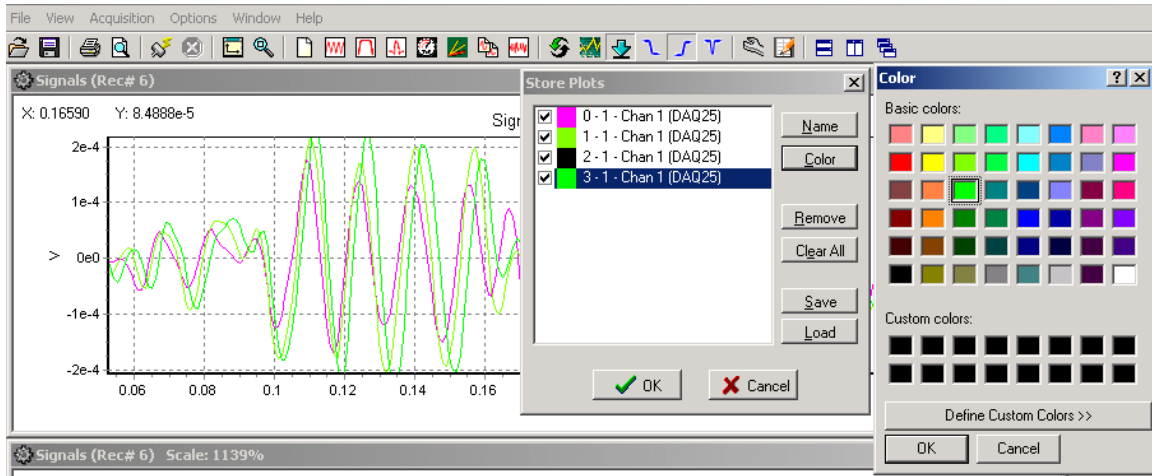 File View Acquisition Options Window Help
Signals (Rec# 6)
X: 0.16590 Y: 8.4888e-5
Sigr
2e-4
1e-4
0e0
-1e-4
-2e-4
V
0.06 0.08 0.1 0.12 0.14 0.16
Signals (Rec# 6) Scale: 1139%
Store Plots
0 - 1 - Chan 1 (DAQ25)
1 - 1 - Chan 1 (DAQ25)
2 - 1 - Chan 1 (DAQ25)
3 - 1 - Chan 1 (DAQ25)
Name
Color
Remove
Clear All
Save
Load
OK Cancel
Color
Basic colors:
Custom colors:
Define Custom Colors >>
OK Cancel